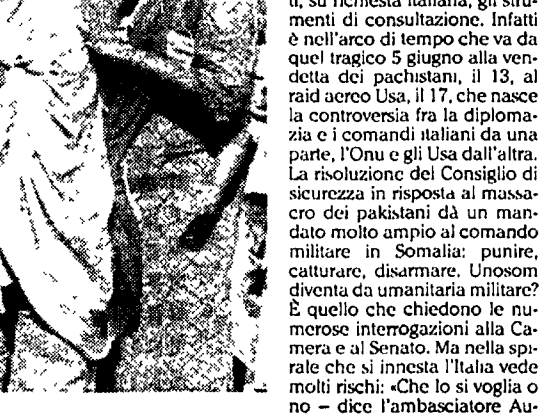 ti, su richiesta italiana, gli stru-
menti di consultazione. Infatti
è nell'arco di tempo che va da
quel tragico 5 giugno alla ven-
detta dei pachistani, il 13, al
raid aereo Usa, il 17, che nasce
la controversia fra la diploma-
zia e i comandi italiani da una
parte, l'Onu e gli Usa dall'altra.
La risoluzione del Consiglio di
sicurezza in risposta al massa-
cro dei pakistani dà un man-
dato molto ampio al comando
militare in Somalia: punire,
catturare, disarmare. Unosom
diventa da umanitaria militare?
È quello che chiedono le nu-
merose interrogazioni alla Ca-
mera e al Senato. Ma nella spi-
rale che si innesta l'Italia vede
molti rischi: «Che lo si voglia o
no – dice l'ambasciatore Au-